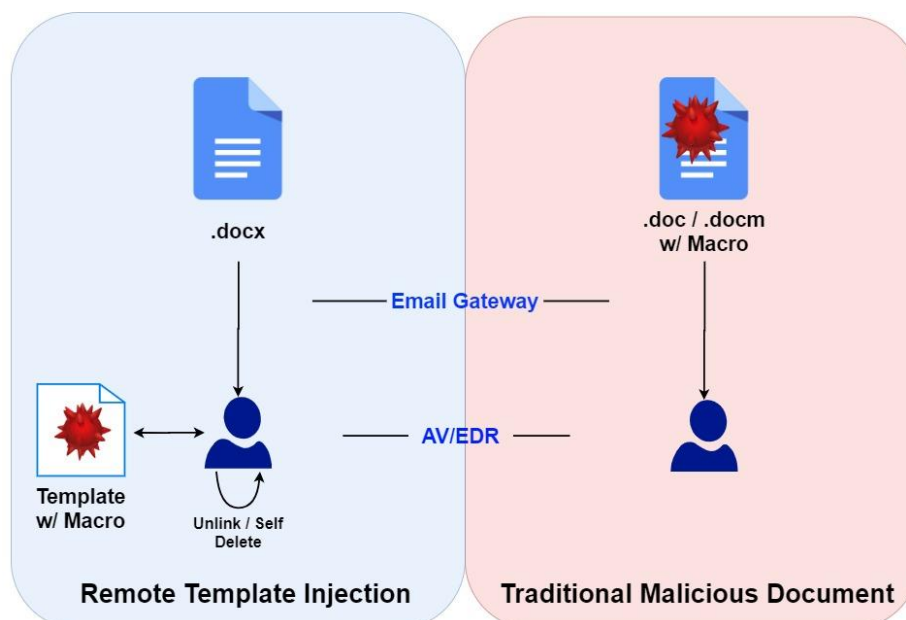 .docx
.doc / .docm
w/ Macro
Email Gateway
AV/EDR
Template
w/ Macro
Unlink / Self
Delete
Remote Template Injection
Traditional Malicious Document